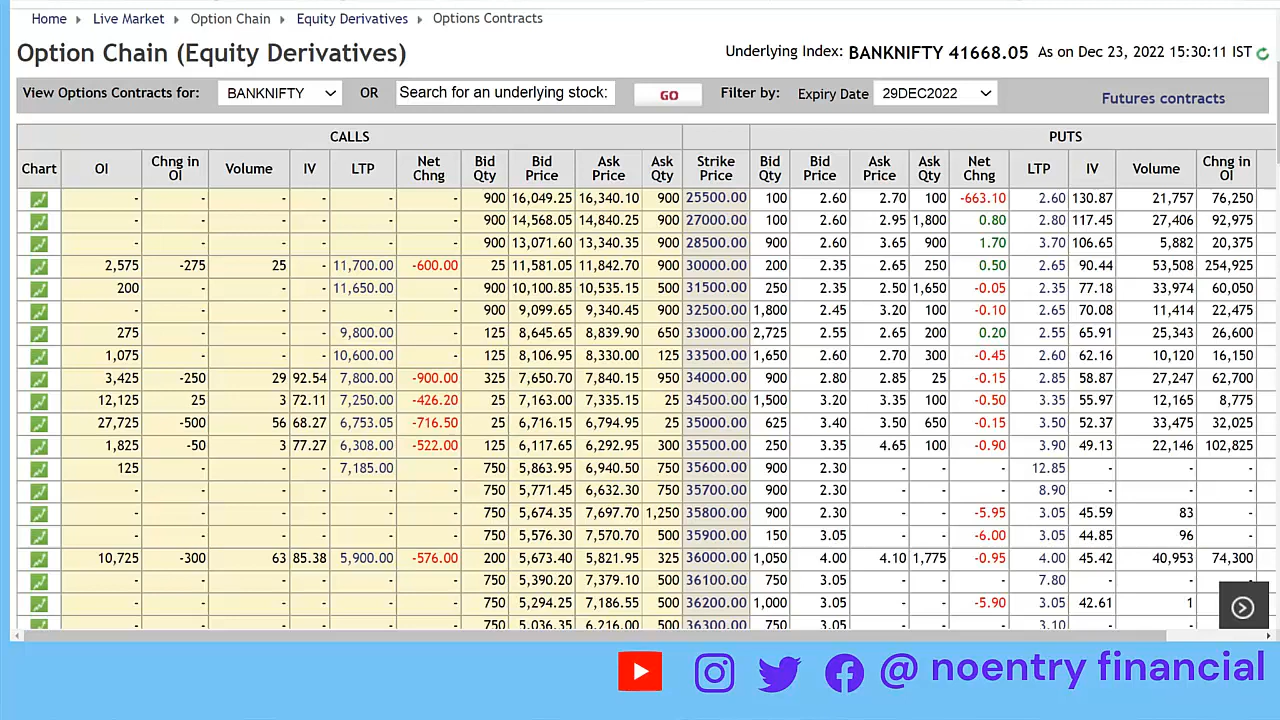 Home Live Market Option Chain Equity Derivatives Options Contracts
Option Chain (Equity Derivatives)
Underlying Index: BANKNIFTY 41668.05 As on Dec 23, 2022 15:30:11 IST
View Options Contracts for: BANKNIFTY OR Search for an underlying stock: GO Filter by: Expiry Date 29DEC2022 Futures contracts
CALLS PUTS
Chart OI Chng in OI Volume IV LTP Net Chng Bid Qty Bid Price Ask Price Ask Qty Strike Price Bid Qty Bid Price Ask Price Ask Qty Net Chng LTP IV Volume Chng in OI
- - - - - - 900 16,049.25 16,340.10 900 25500.00 100 2.60 2.70 100 -663.10 2.60 130.87 21,757 76,250
- - - - - - 900 14,568.05 14,840.25 900 27000.00 100 2.60 2.95 1,800 0.80 2.80 117.45 27,406 92,975
- - - - - - 900 13,071.60 13,340.35 900 28500.00 900 2.60 3.65 900 1.70 3.70 106.65 5,882 20,375
2,575 -275 25 - 11,700.00 -600.00 25 11,581.05 11,842.70 900 30000.00 200 2.35 2.65 250 0.50 2.65 90.44 53,508 254,925
200 - - - 11,650.00 - 900 10,100.85 10,535.15 500 31500.00 250 2.35 2.50 1,650 -0.05 2.35 77.18 33,974 60,050
- - - - - - 900 9,099.65 9,340.45 900 32500.00 1,800 2.45 3.20 100 -0.10 2.65 70.08 11,414 22,475
275 - - - 9,800.00 - 125 8,645.65 8,839.90 650 33000.00 2,725 2.55 2.65 200 0.20 2.55 65.91 25,343 26,600
1,075 - - - 10,600.00 - 125 8,106.95 8,330.00 125 33500.00 1,650 2.60 2.70 300 -0.45 2.60 62.16 10,120 16,150
3,425 -250 29 92.54 7,800.00 -900.00 325 7,650.70 7,840.15 950 34000.00 900 2.80 2.85 25 -0.15 2.85 58.87 27,247 62,700
12,125 25 3 72.11 7,250.00 -426.20 25 7,163.00 7,335.15 25 34500.00 1,500 3.20 3.35 100 -0.50 3.35 55.97 12,165 8,775
27,725 -500 56 68.27 6,753.05 -716.50 25 6,716.15 6,794.95 25 35000.00 625 3.40 3.50 650 -0.15 3.50 52.37 33,475 32,025
1,825 -50 3 77.27 6,308.00 -522.00 25 6,117.65 6,292.95 300 35500.00 250 3.35 4.65 100 -0.90 3.90 49.13 22,146 102,825
125 - - - 7,185.00 - 750 5,863.95 6,940.50 750 35600.00 900 2.30 - - - 12.85 - - -
- - - - - - 750 5,771.45 6,632.30 750 35700.00 900 2.30 - - - 8.90 - - -
- - - - - - 750 5,674.35 7,697.70 1,250 35800.00 900 2.30 - - -5.95 3.05 45.59 83 -
- - - - - - 750 5,576.30 7,570.70 500 35900.00 150 3.05 - - -6.00 3.05 44.85 96 -
10,725 -300 63 85.38 5,900.00 -576.00 200 5,673.40 5,821.95 325 36000.00 1,050 4.00 4.10 1,775 -0.95 4.00 45.42 40,953 74,300
- - - - - - 750 5,390.20 7,379.10 500 36100.00 750 3.05 - - - 7.80 - - -
- - - - - - 750 5,294.25 7,186.55 500 36200.00 1,000 3.05 - - -5.90 3.05 42.61 1
- - - - - - 750 5,036.35 6,216.00 500 36300.00 750 3.05 - - - 3.10 - -
@ noentry financial